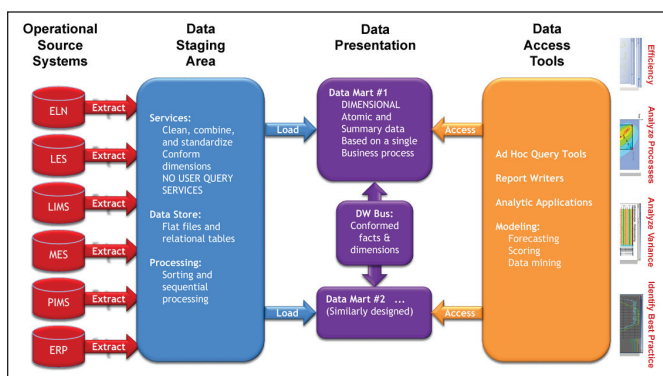 Operational
Source
Systems
Data
Staging
Area
Data
Presentation
Data
Access
Tools
ELN
Extract
LES
Extract
LIMS
Extract
MES
Extract
PIMS
Extract
ERP
Extract
Services:
Clean, combine,
and standardize
Conform
dimensions
NO USER QUERY
SERVICES
Data Store:
Flat files and
relational tables
Processing:
Sorting and
sequential
processing
Load
Load
Data Mart #1
DIMENSIONAL
Atomic and
Summary data
Based on a single
Business process
DW Bus:
Conformed
facts &
dimensions
Data Mart #2 ...
(Similarly designed)
Access
Access
Ad Hoc Query Tools
Report Writers
Analytic Applications
Modeling:
Forecasting
Scoring
Data mining
Efficiency
Analyze Processes
Analyze Variance
Identify Best Practice